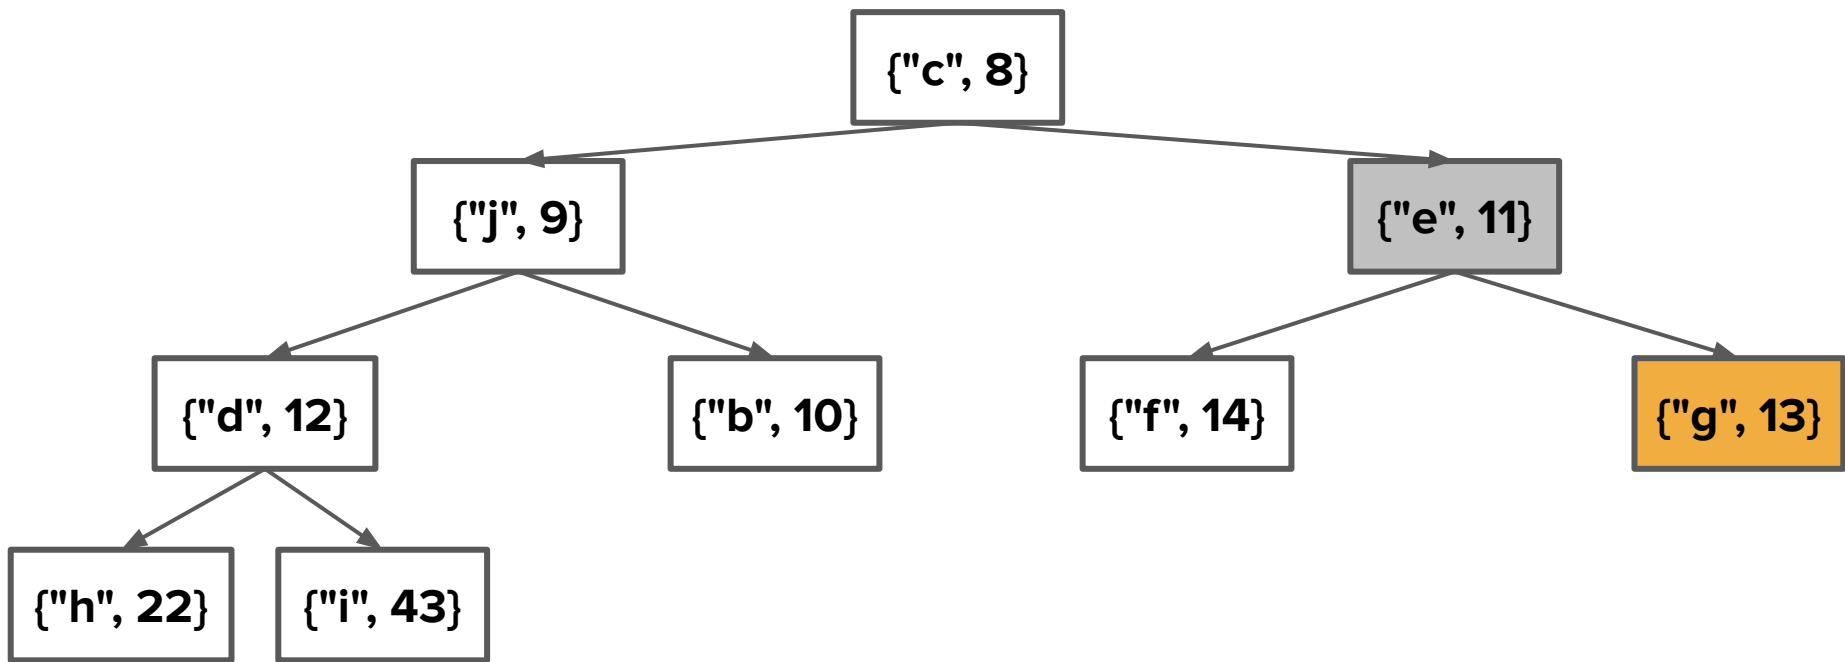 {"c", 8}
{"j", 9}
{"e", 11}
{"d", 12}
{"b", 10}
{"f", 14}
{"g", 13}
{"h", 22}
{"i", 43}